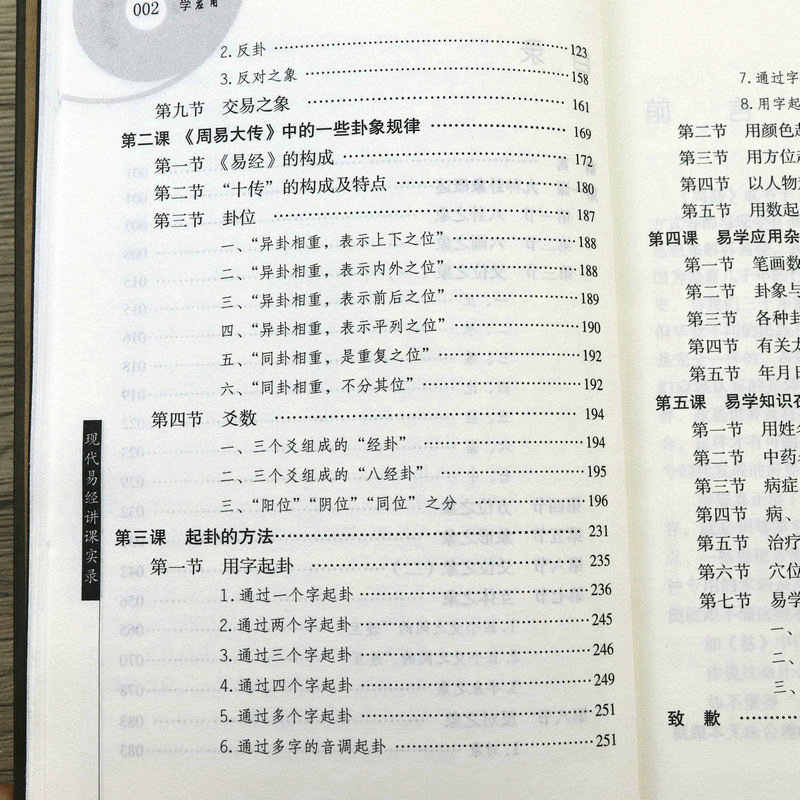 002 学应用
2.反卦 123
3.反对之象 158
第九节 交易之象 161
第二课 《周易大传》中的一些卦象规律 169
第一节 《易经》的构成 172
第二节 “十传”的构成及特点 180
第三节 卦位 187
一、“异卦相重，表示上下之位” 188
二、“异卦相重，表示内外之位” 188
三、“异卦相重，表示前后之位” 189
四、“异卦相重，表示平列之位” 190
五、“同卦相重，是重复之位” 192
六、“同卦相重，不分其位” 192
第四节 爻数 194
一、三个爻组成的“经卦” 194
二、三个爻组成的“八经卦” 195
三、“阳位”“阴位”“同位”之分 196
第三课 起卦的方法 231
第一节 用字起卦 235
1.通过一个字起卦 236
2.通过两个字起卦 245
3.通过三个字起卦 246
4.通过四个字起卦 249
5.通过多个字起卦 251
6.通过多字的音调起卦 251
现代易经讲课实录
7.通过字
8.用字起
第二节 用颜色起
第三节 用方位起
第四节 以人物
第五节 用数起
第四课 易学应用杂
第一节 笔画数
第二节 卦象与
第三节 各种卦
第四节 有关太
第五节 年月日
第五课 易学知识在
第一节 用姓名
第二节 中药
第三节 病症
第四节 病、
第五节 治疗
第六节 穴位
第七节 易学
一、
二、
三、
致 歉